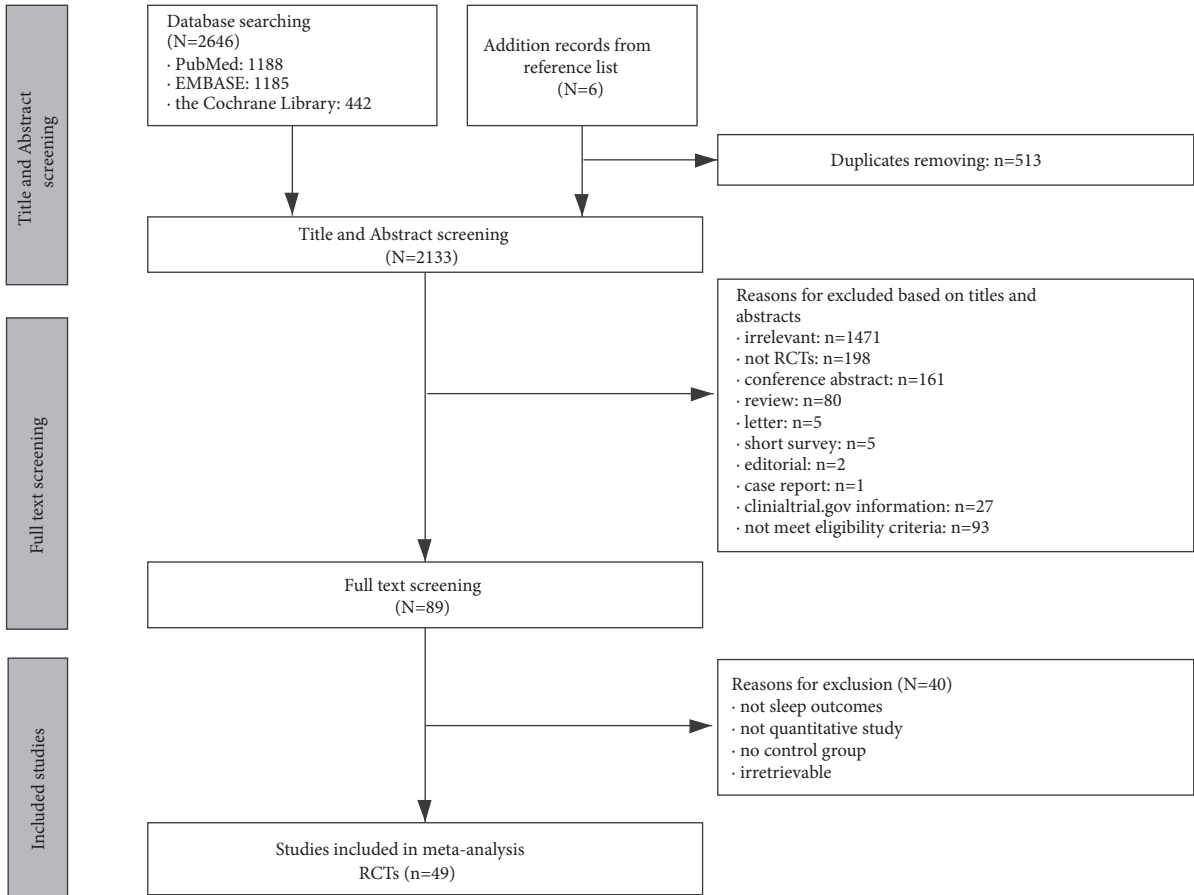 Title and Abstract
screening
Database searching
(N=2646)
· PubMed: 1188
· EMBASE: 1185
· the Cochrane Library: 442
Addition records from
reference list
(N=6)
Duplicates removing: n=513
Title and Abstract screening
(N=2133)
Full text screening
Reasons for excluded based on titles and
abstracts
· irrelevant: n=1471
· not RCTs: n=198
· conference abstract: n=161
· review: n=80
· letter: n=5
· short survey: n=5
· editorial: n=2
· case report: n=1
· clinialtrial.gov information: n=27
· not meet eligibility criteria: n=93
Full text screening
(N=89)
Included studies
Reasons for exclusion (N=40)
· not sleep outcomes
· not quantitative study
· no control group
· irretrievable
Studies included in meta-analysis
RCTs (n=49)